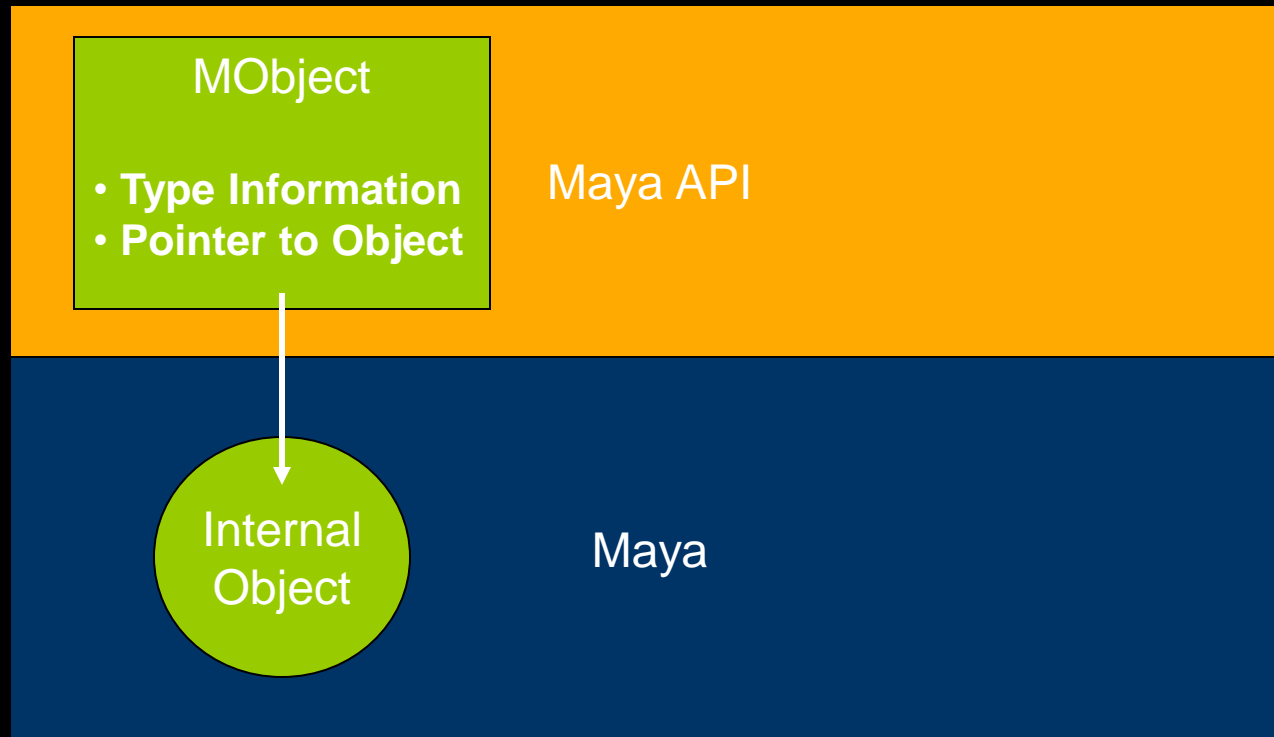 MObject
• Type Information
• Pointer to Object
Maya API
Internal
Object
Maya